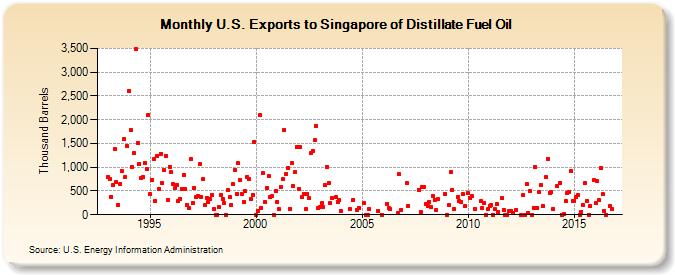 Monthly U.S. Exports to Singapore of Distillate Fuel Oil
Thousand Barrels
3,500
3,000
2,500
2,000
1,500
1,000
500
0
1995 2000 2005 2010 2015
Source: U.S. Energy Information Administration